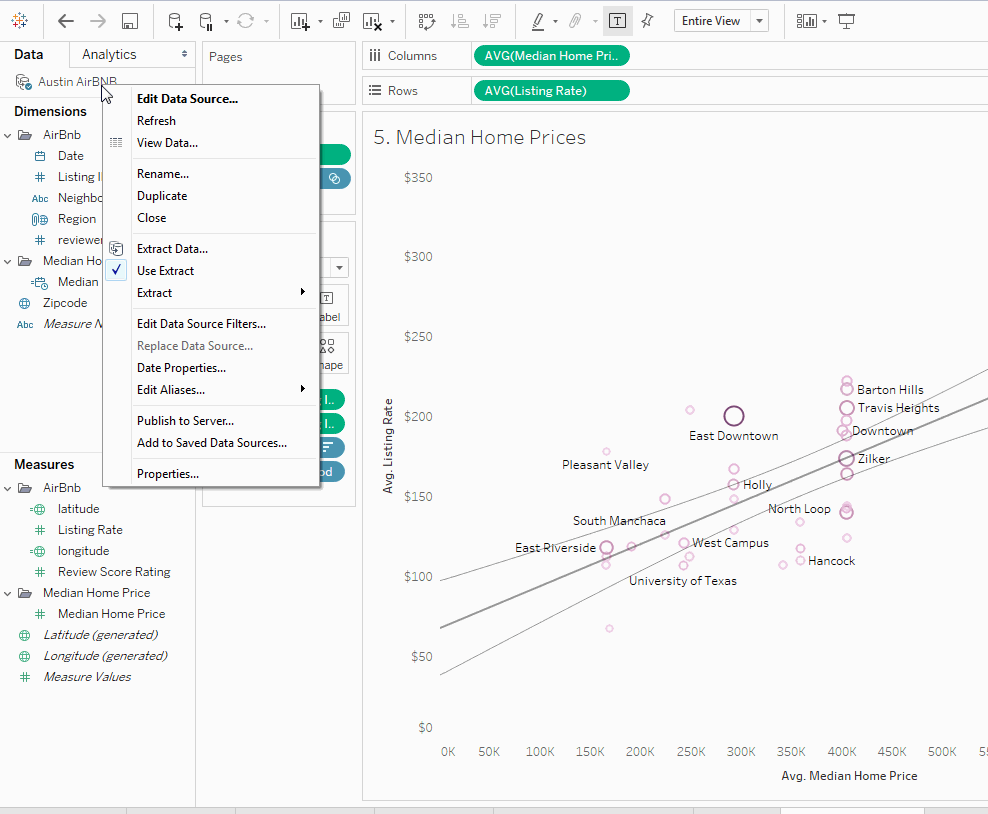 Entire View
Data
Analytics
Pages
Columns
AVG(Median Home Pri..
Austin AirBNB
Rows
AVG(Listing Rate)
Dimensions
AirBnb
Date
Listing I
Abc
Neighbo
Region
reviewer
Median Ho
Median
Zipcode
Abc
Measure N
Edit Data Source...
Refresh
View Data...
Rename...
Duplicate
Close
Extract Data...
Use Extract
Extract
Edit Data Source Filters...
Replace Data Source...
Date Properties...
Edit Aliases...
Publish to Server...
Add to Saved Data Sources...
Properties...
abel
hape
l..
l..
od
Measures
AirBnb
latitude
Listing Rate
longitude
Review Score Rating
Median Home Price
Median Home Price
Latitude (generated)
Longitude (generated)
Measure Values
5. Median Home Prices
$350
$300
$250
$200
$150
$100
$50
$0
Avg. Listing Rate
Barton Hills
Travis Heights
Downtown
East Downtown
Zilker
Pleasant Valley
Holly
North Loop
South Manchaca
West Campus
East Riverside
Hancock
University of Texas
0K 50K 100K 150K 200K 250K 300K 350K 400K 450K 500K
Avg. Median Home Price